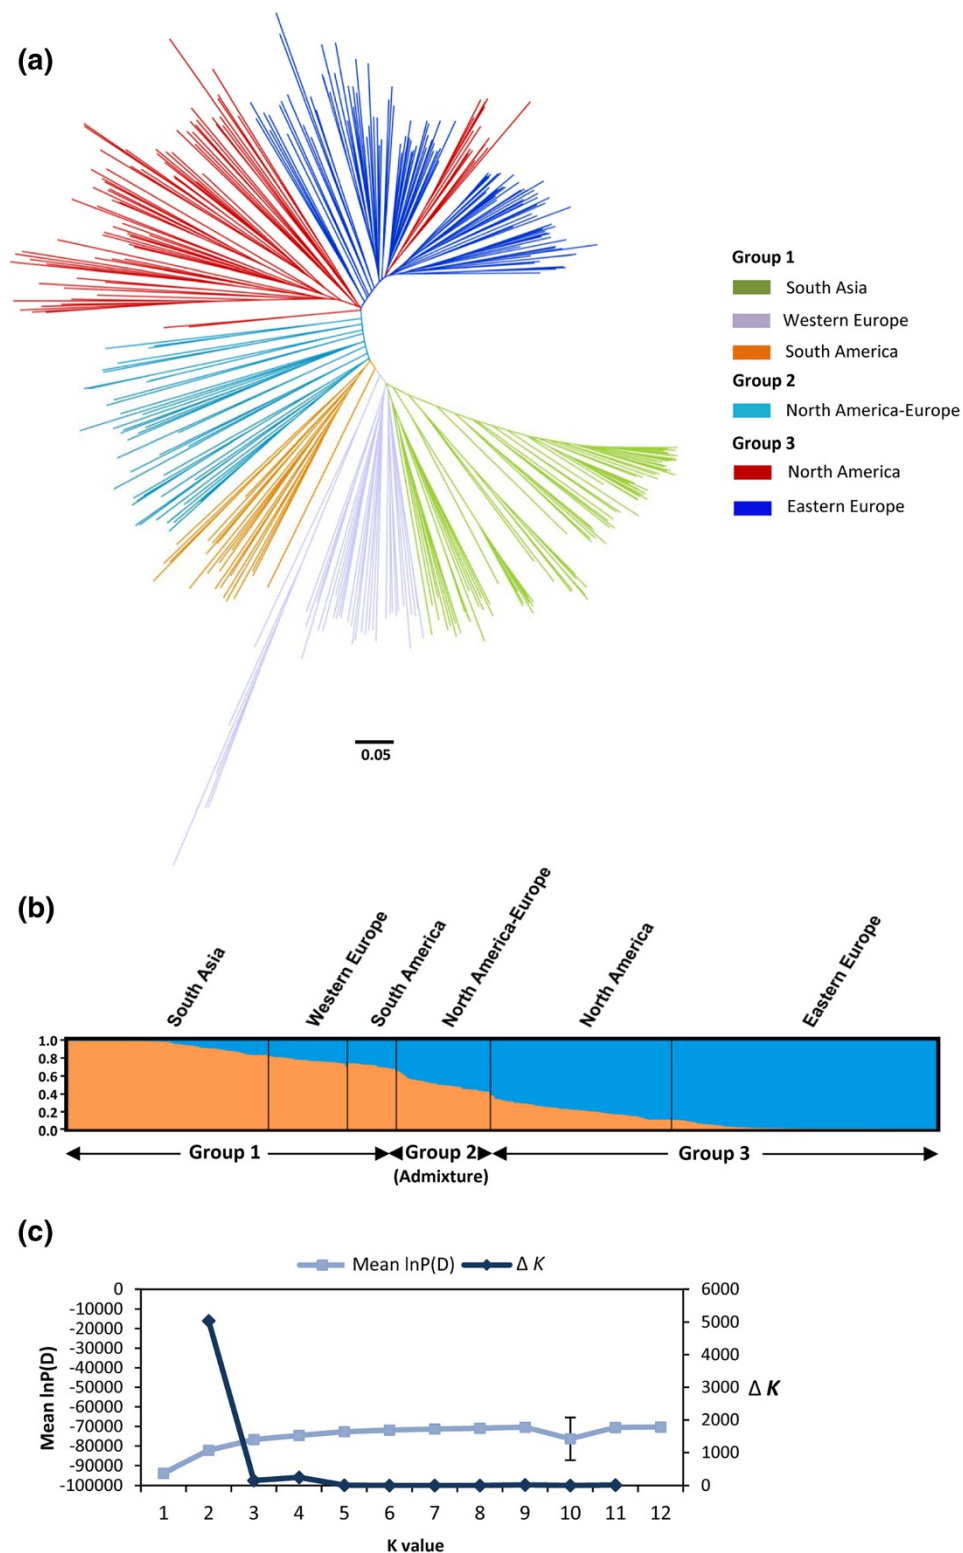 (a)
Group 1
South Asia
Western Europe
South America
Group 2
North America-Europe
Group 3
North America
Eastern Europe
0.05
(b)
South Asia
Western Europe
South America
North America-Europe
North America
Eastern Europe
1.0
0.8
0.6
0.4
0.2
0.0
Group 1
Group 2
(Admixture)
Group 3
(c)
Mean lnP(D)
Δ K
0
-10000
-20000
-30000
-40000
-50000
-60000
-70000
-80000
-90000
-100000
Mean lnP(D)
6000
5000
4000
3000
2000
1000
0
Δ K
1 2 3 4 5 6 7 8 9 10 11 12
K value